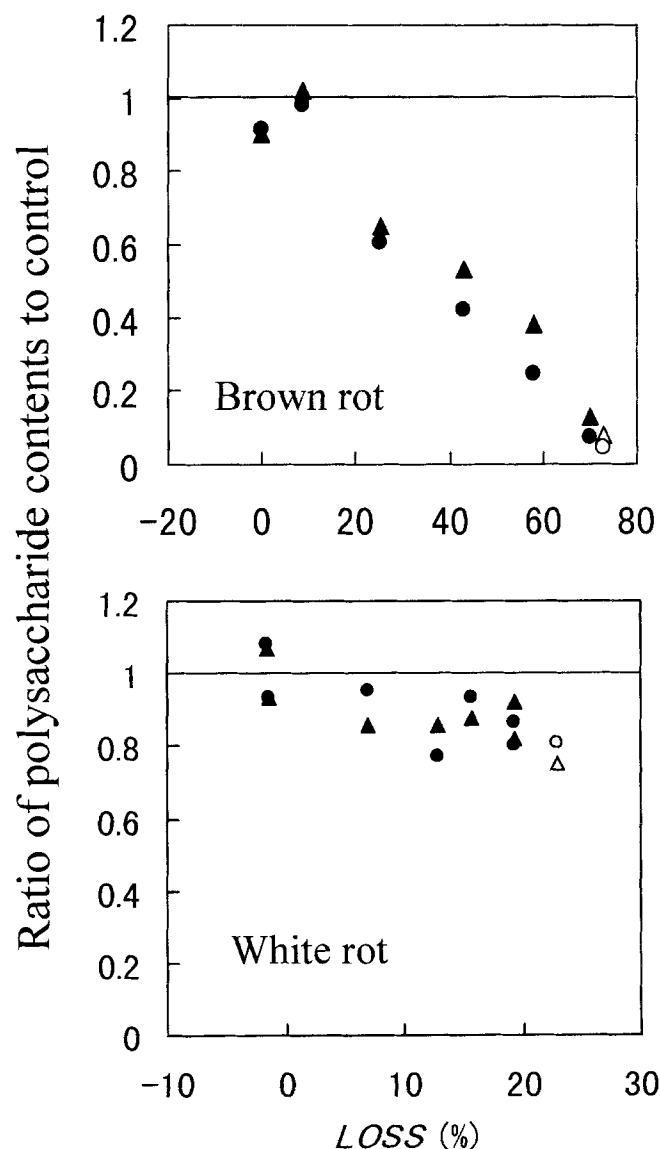 Ratio of polysaccharide contents to control
1.2
1
0.8
0.6
0.4
0.2
0
Brown rot
-20 0 20 40 60 80
1.2
1
0.8
0.6
0.4
0.2
0
White rot
-10 0 10 20 30
LOSS (%)